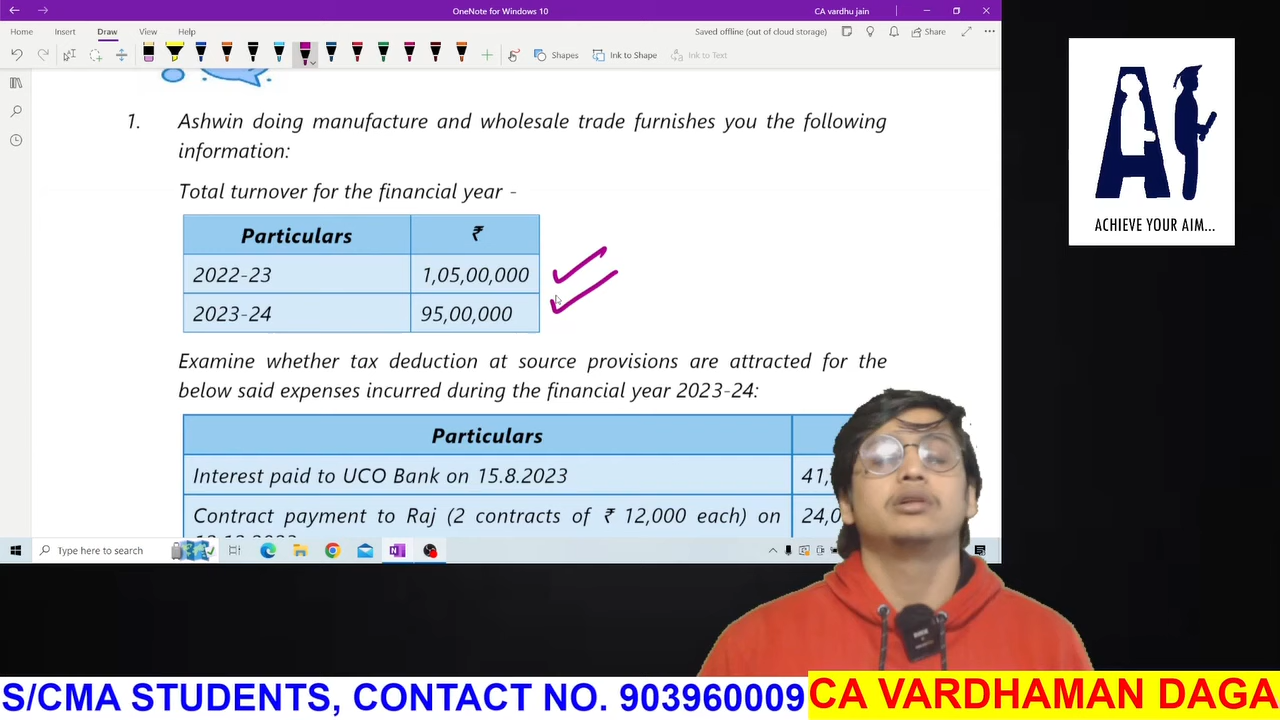 OneNote for Windows 10
CA vardhu jain
Home Insert Draw View Help
Saved offline (out of cloud storage) Share
Shapes Ink to Shape Ink to Text
1. Ashwin doing manufacture and wholesale trade furnishes you the following
information:
Total turnover for the financial year -
Particulars ₹
2022-23 1,05,00,000
2023-24 95,00,000
Examine whether tax deduction at source provisions are attracted for the
below said expenses incurred during the financial year 2023-24:
Particulars
Interest paid to UCO Bank on 15.8.2023 41,
Contract payment to Raj (2 contracts of ₹ 12,000 each) on 24,0
Type here to search
AI
ACHIEVE YOUR AIM...
S/CMA STUDENTS, CONTACT NO. 903960009
CA VARDHAMAN DAGA